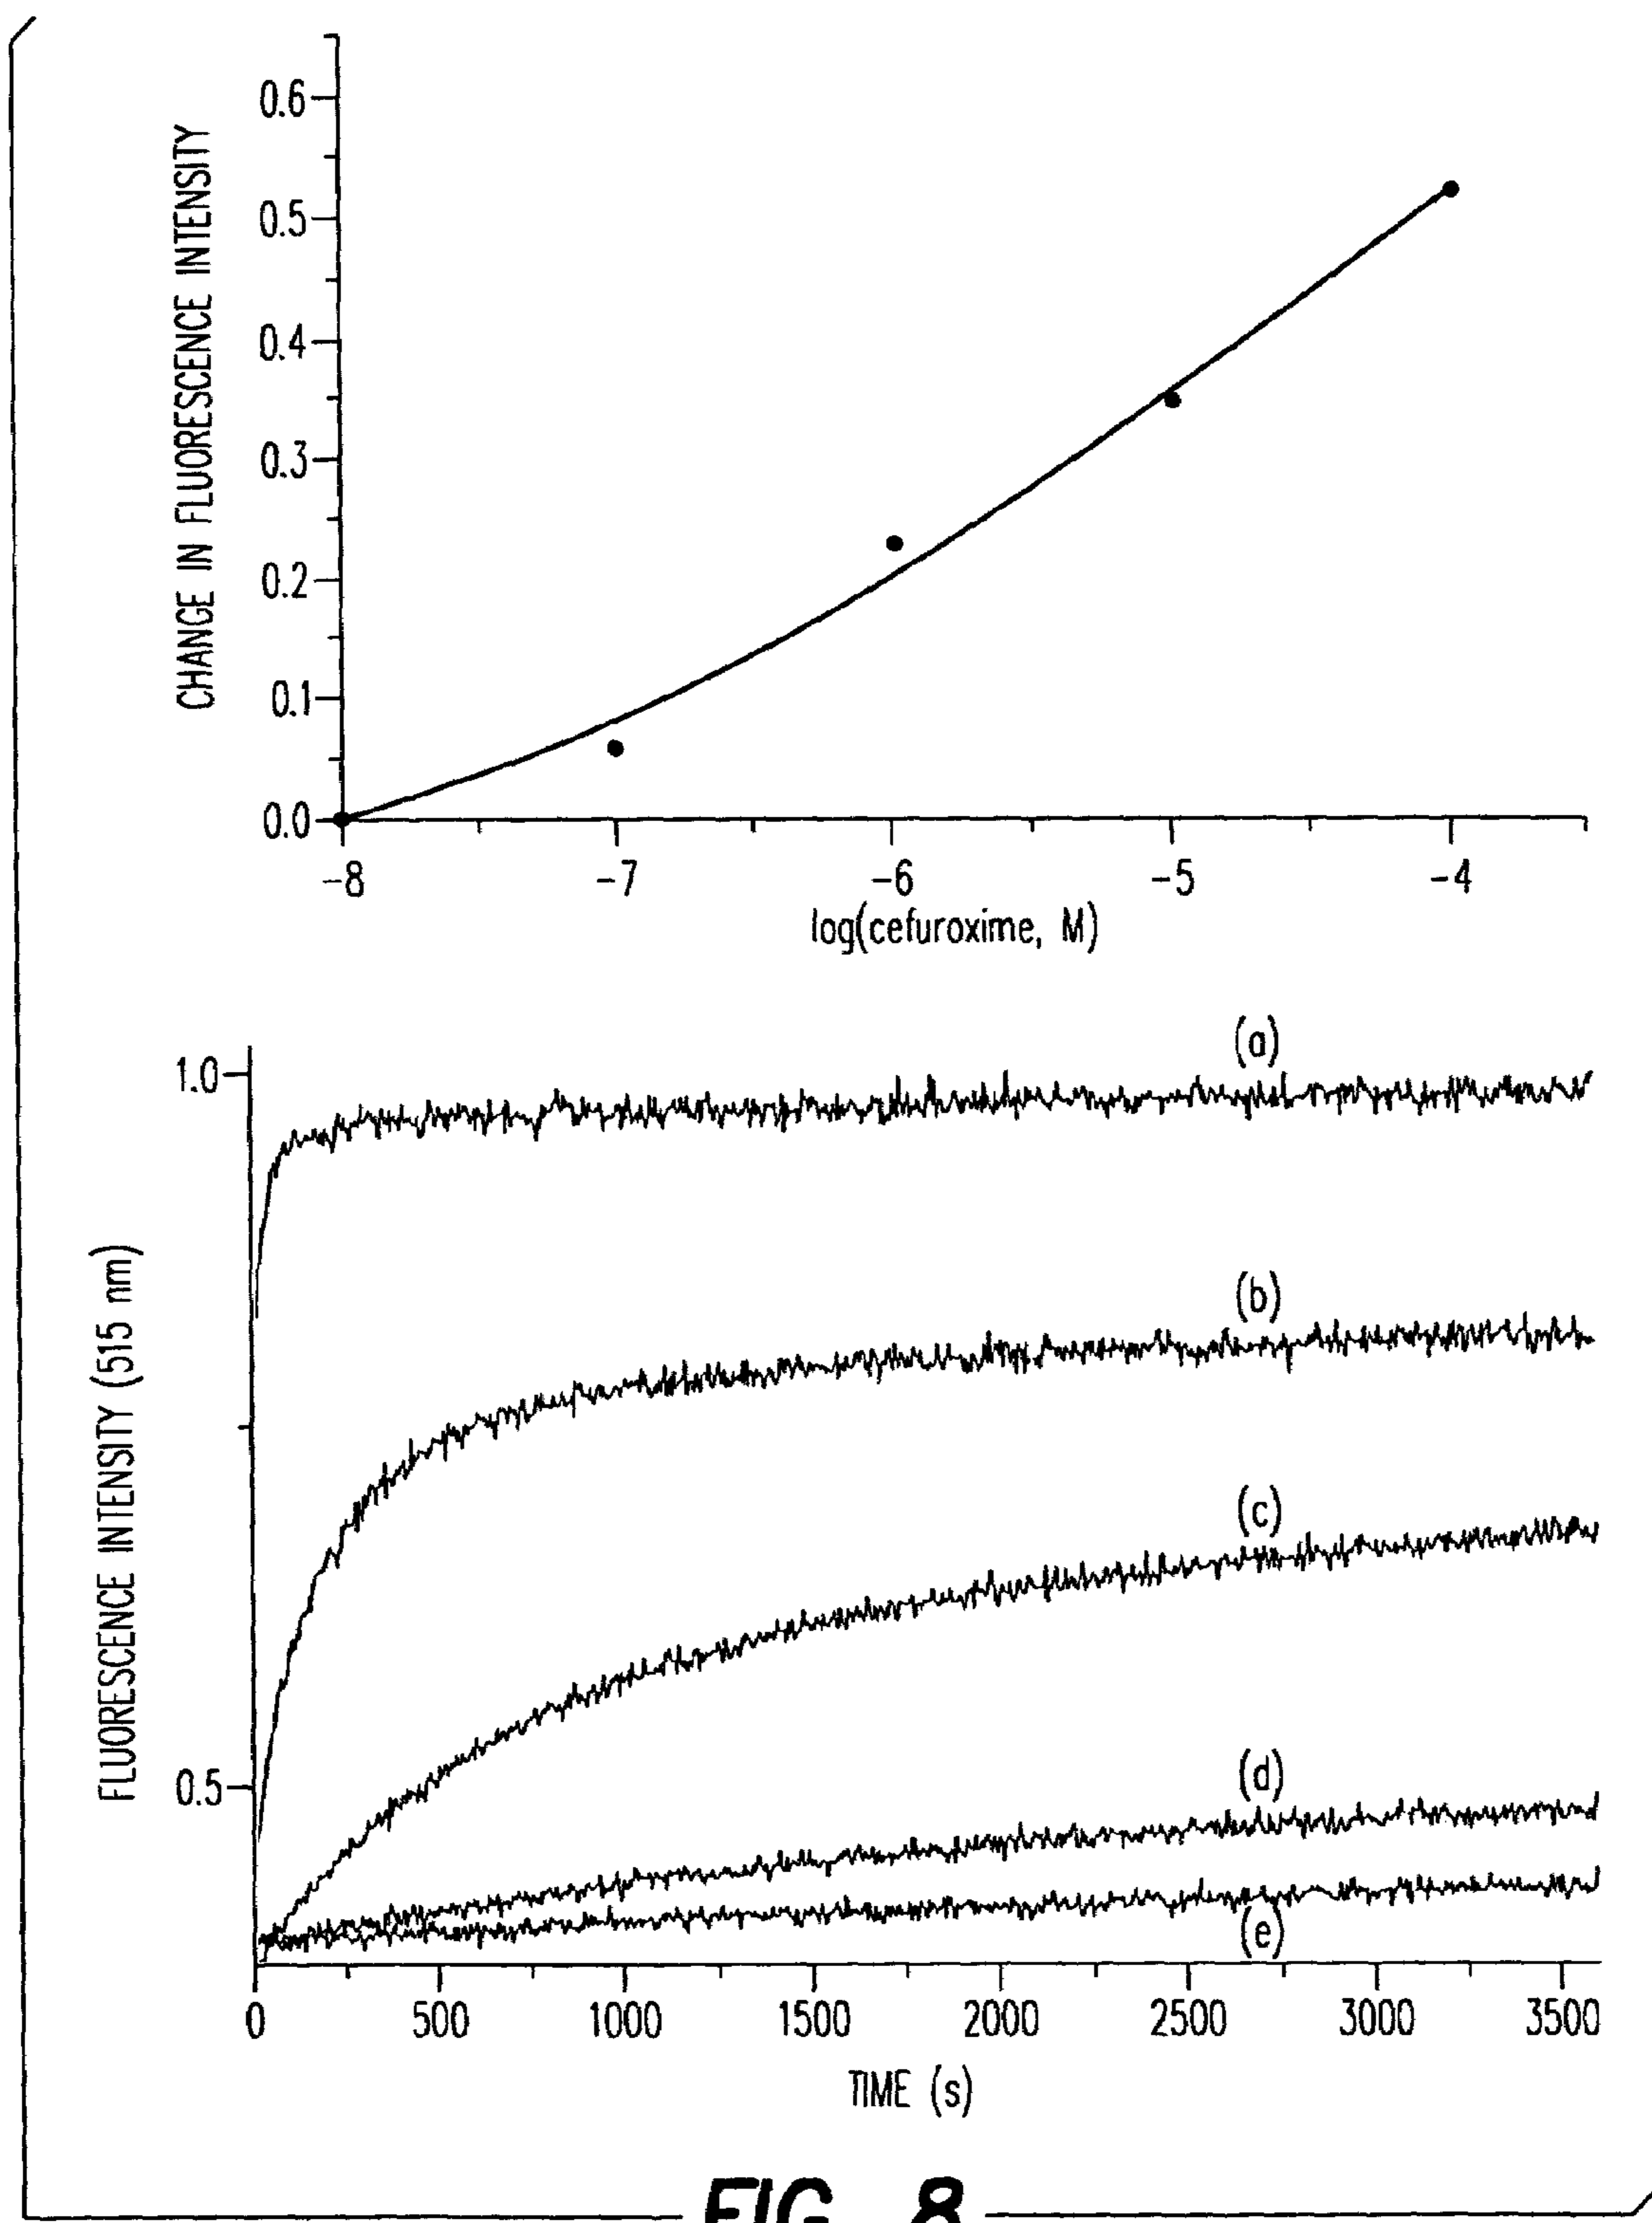 CHANGE IN FLUORESCENCE INTENSITY
0.6
0.5
0.4
0.3
0.2
0.1
0.0
-8 -7 -6 -5 -4
log(cefuroxime, M)
FLUORESCENCE INTENSITY (515 nm)
1.0
0.5
(a)
(b)
(c)
(d)
(e)
0 500 1000 1500 2000 2500 3000 3500
TIME (s)
FIG. 8